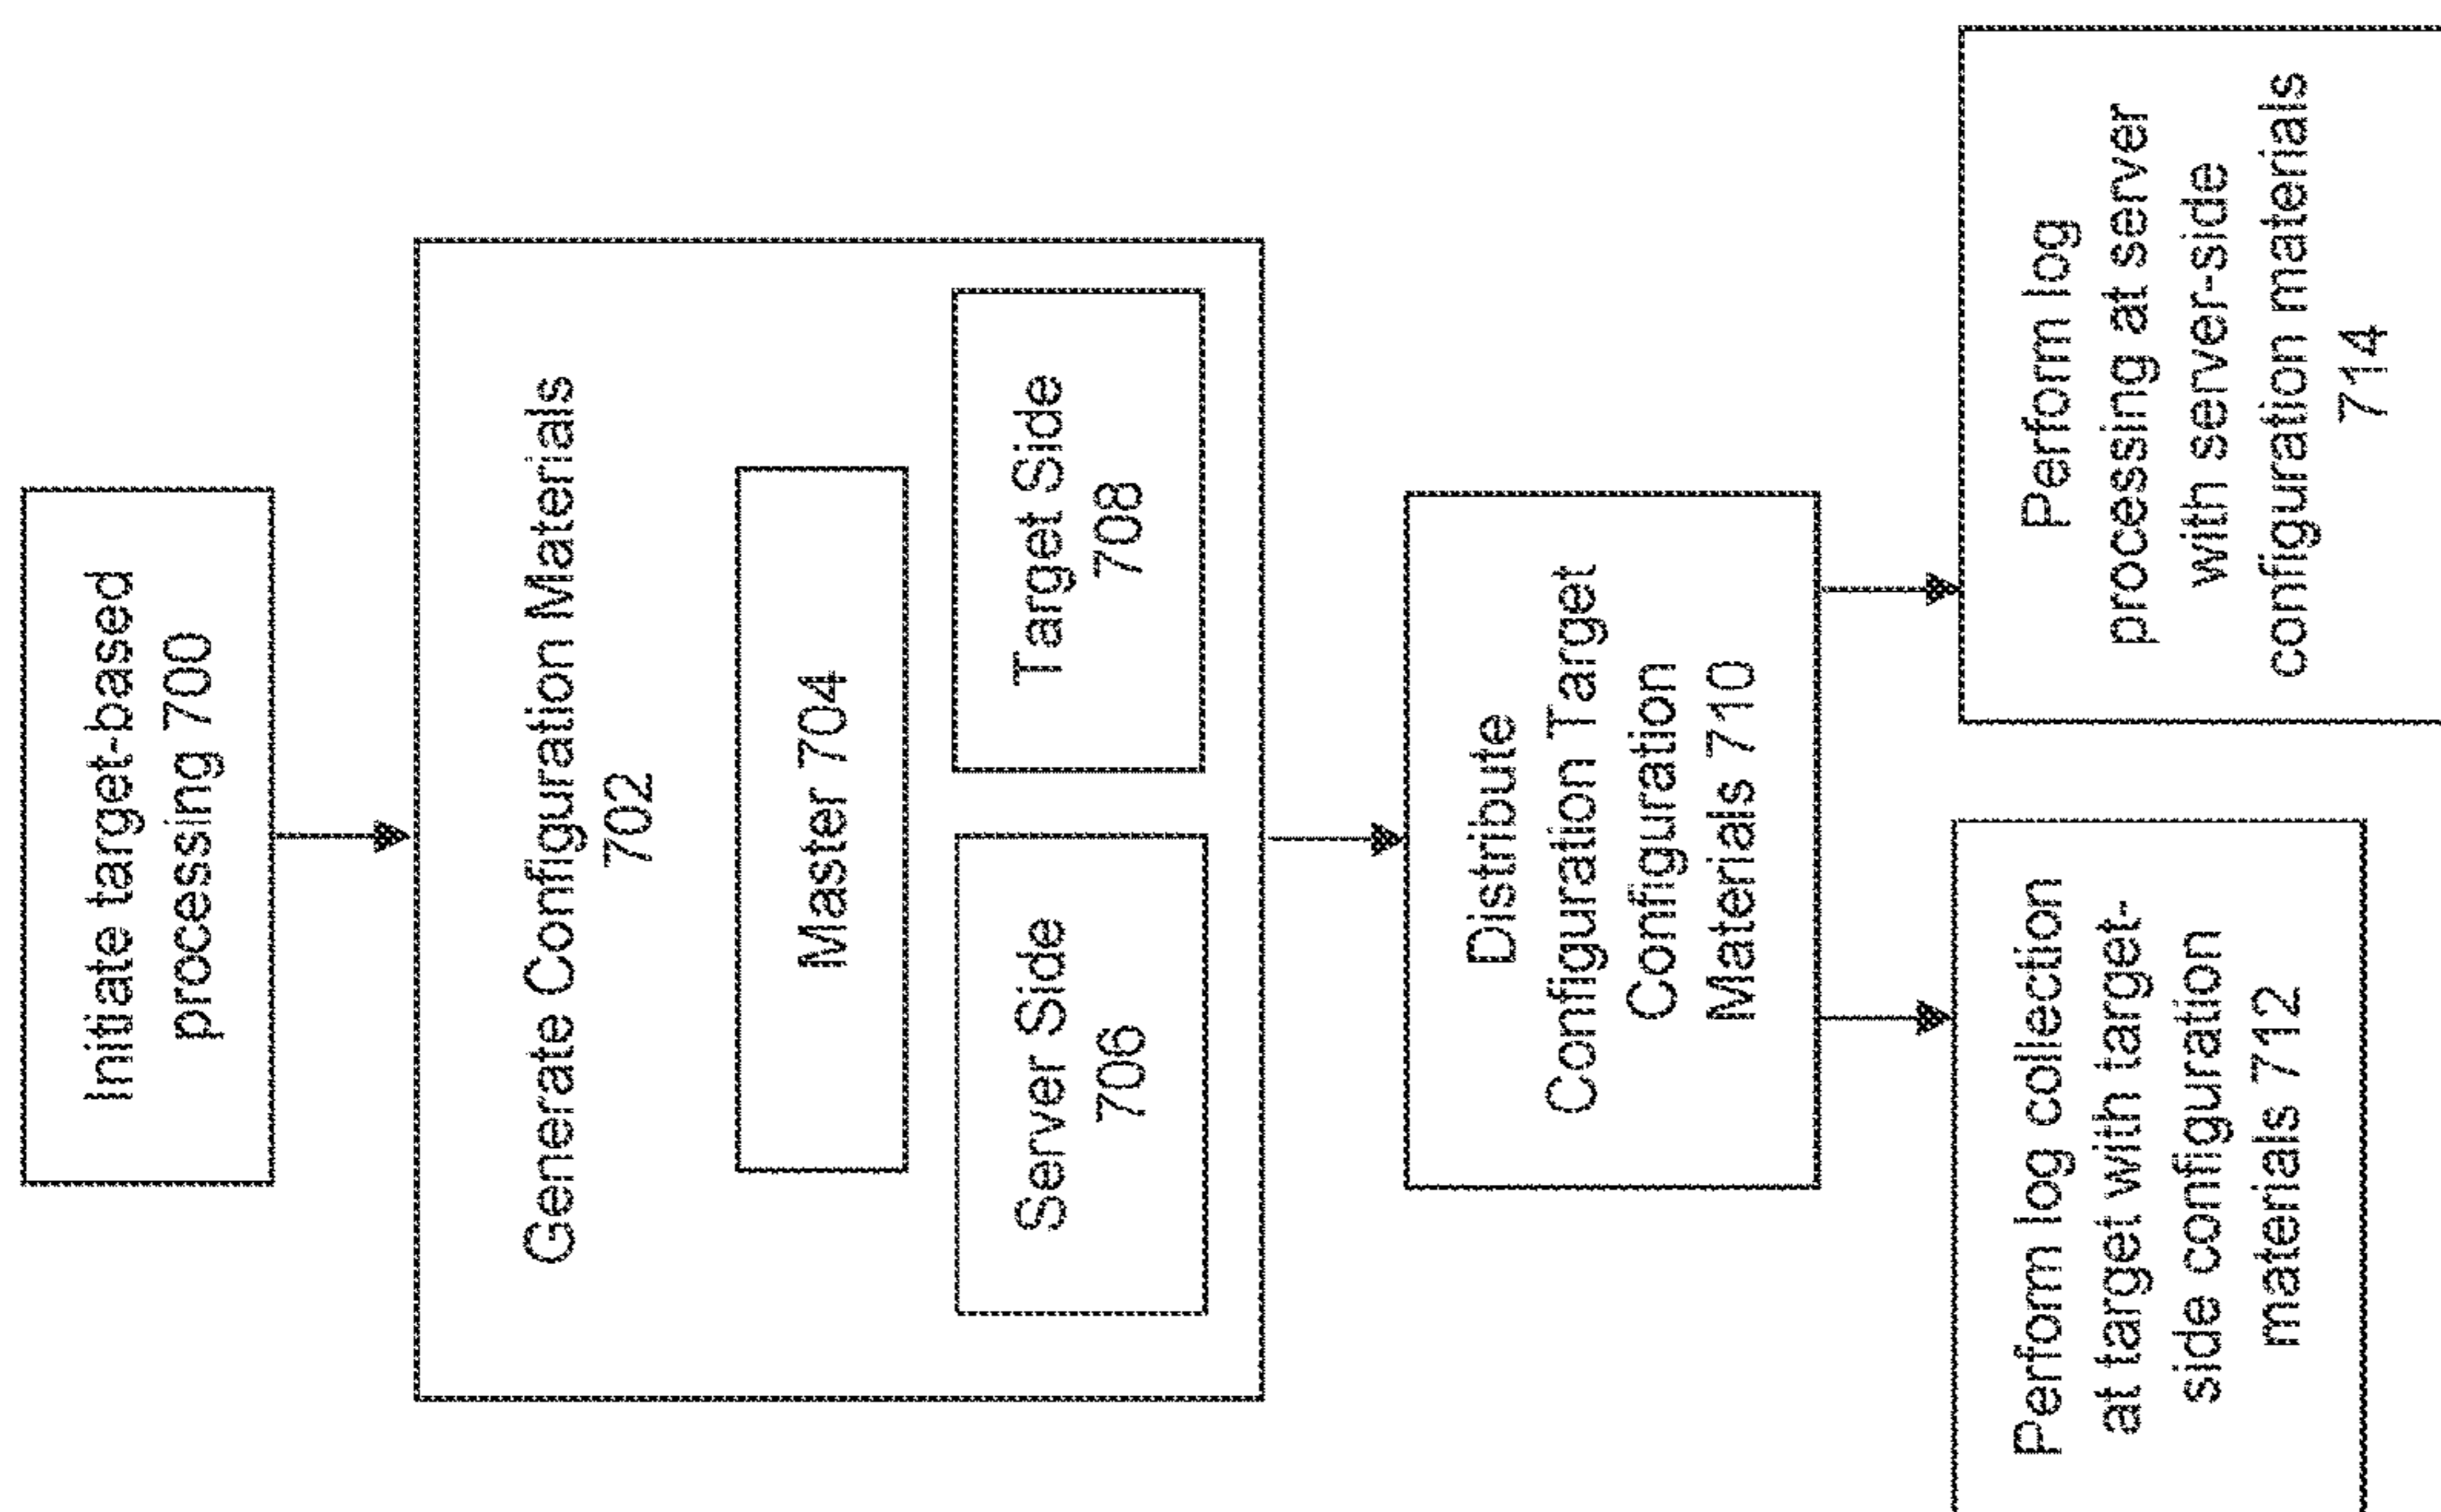 Initiate target-based
processing 700
Generate Configuration Materials
702
Master 704
Server Side
706
Target Side
708
Distribute
Configuration Target
Configuration
Materials 710
Perform log collection
at target with target-
side configuration
materials 712
Perform log
processing at server
with server-side
configuration materials
714